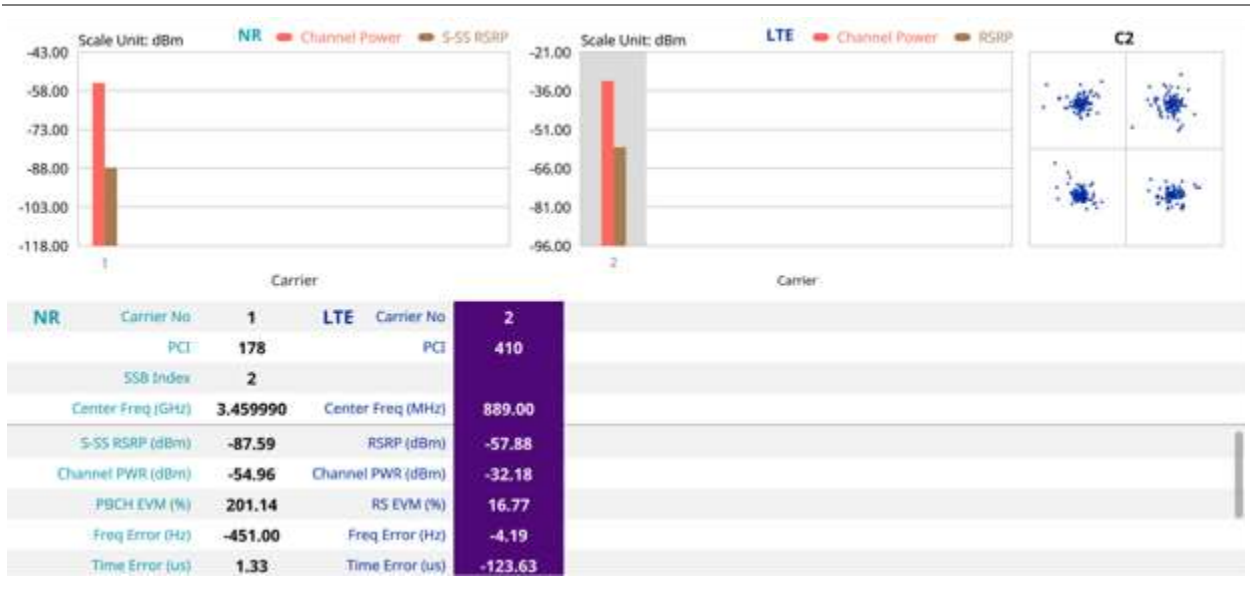 Scale Unit: dBm NR Channel Power S-SS RSRP
-43.00
-58.00
-73.00
-88.00
-103.00
-118.00
1
Carrier
Scale Unit: dBm LTE Channel Power RSRP
-21.00
-36.00
-51.00
-66.00
-81.00
-96.00
2
Carrier
C2
NR Carrier No 1 LTE Carrier No 2
PCI 178 PCI 410
SSB Index 2
Center Freq (GHz) 3.459990 Center Freq (MHz) 889.00
S-SS RSRP (dBm) -87.59 RSRP (dBm) -57.88
Channel PWR (dBm) -54.96 Channel PWR (dBm) -32.18
PBCH EVM (%) 201.14 RS EVM (%) 16.77
Freq Error (Hz) -451.00 Freq Error (Hz) -4.19
Time Error (us) 1.33 Time Error (us) -123.63